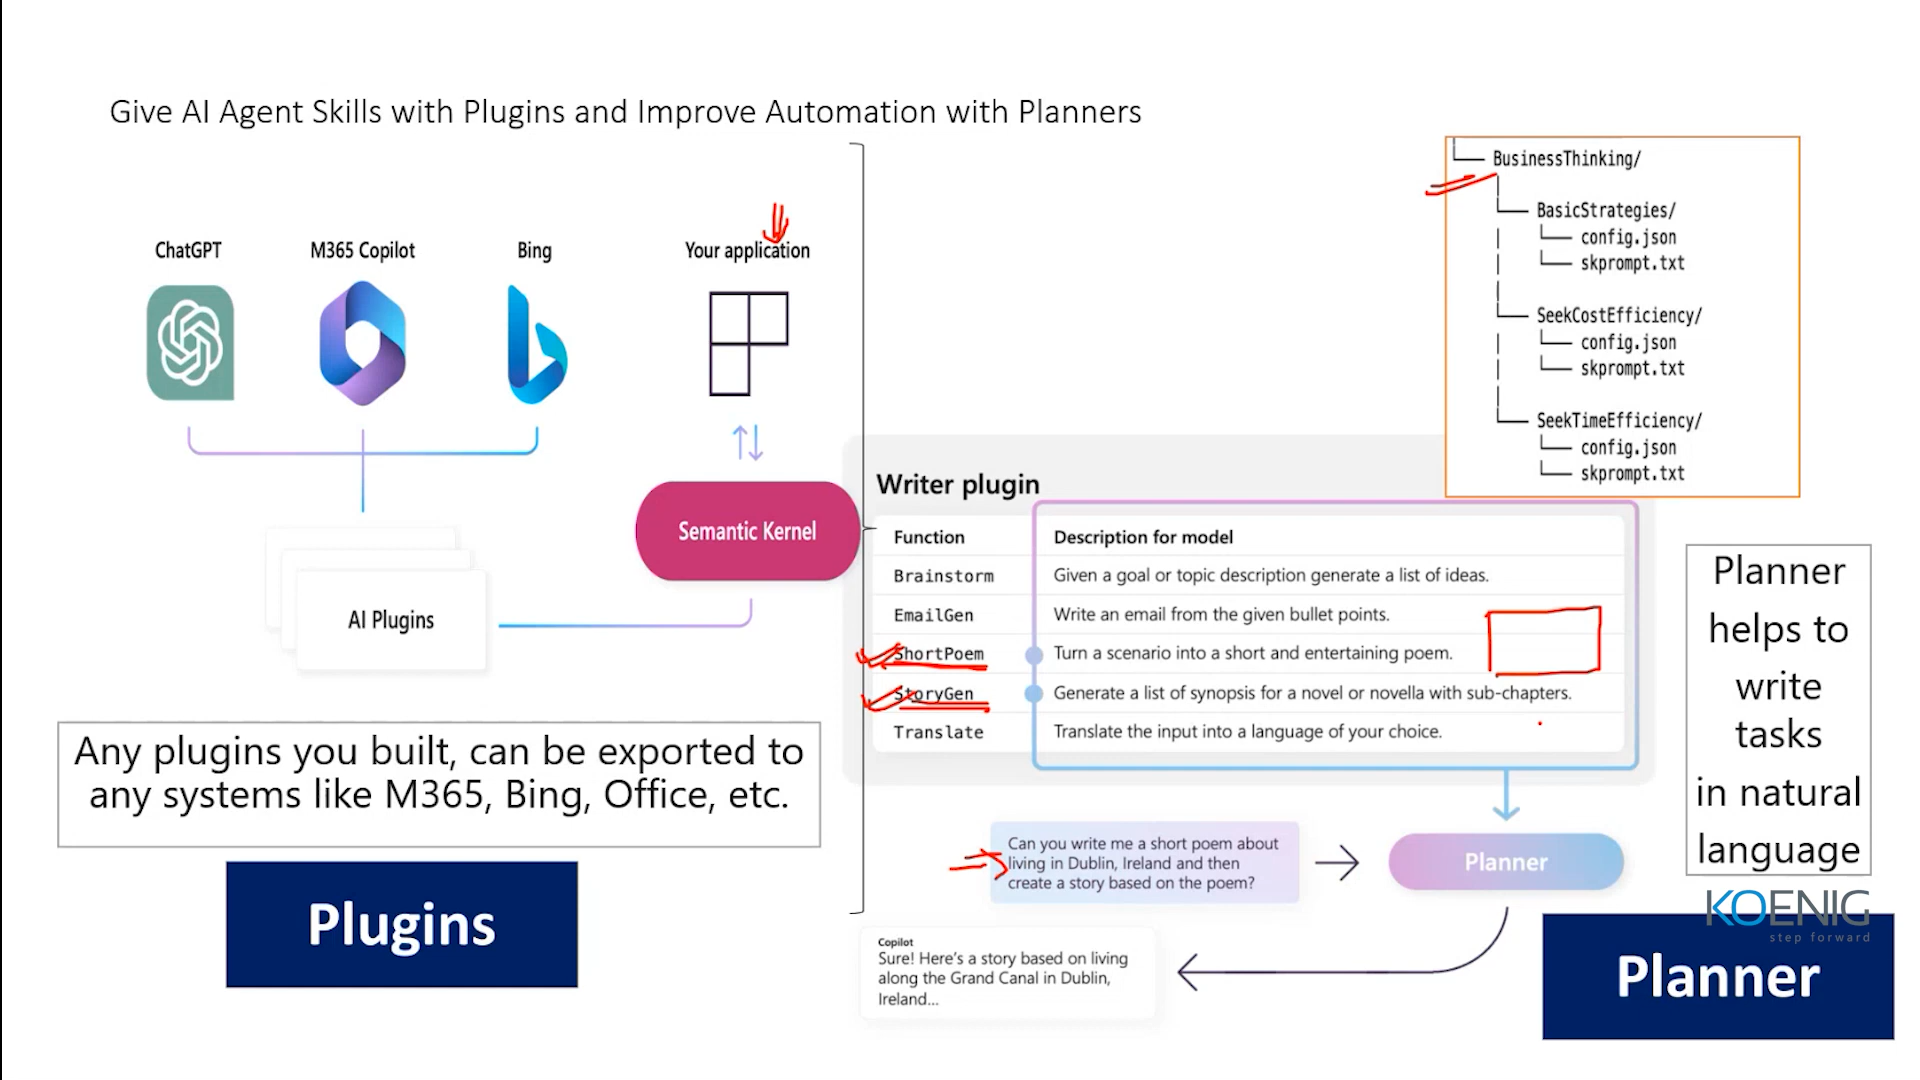 Give AI Agent Skills with Plugins and Improve Automation with Planners
ChatGPT
M365 Copilot
Bing
Your application
Semantic Kernel
AI Plugins
Any plugins you built, can be exported to
any systems like M365, Bing, Office, etc.
Plugins
BusinessThinking/
BasicStrategies/
config.json
skprompt.txt
SeekCostEfficiency/
config.json
skprompt.txt
SeekTimeEfficiency/
config.json
skprompt.txt
Writer plugin
Function Description for model
Brainstorm Given a goal or topic description generate a list of ideas.
EmailGen Write an email from the given bullet points.
ShortPoem Turn a scenario into a short and entertaining poem.
StoryGen Generate a list of synopsis for a novel or novella with sub-chapters.
Translate Translate the input into a language of your choice.
Can you write me a short poem about
living in Dublin, Ireland and then
create a story based on the poem?
Planner
Copilot
Sure! Here's a story based on living
along the Grand Canal in Dublin,
Ireland...
Planner
helps to
write
tasks
in natural
language
KOENIG
step forward
Planner